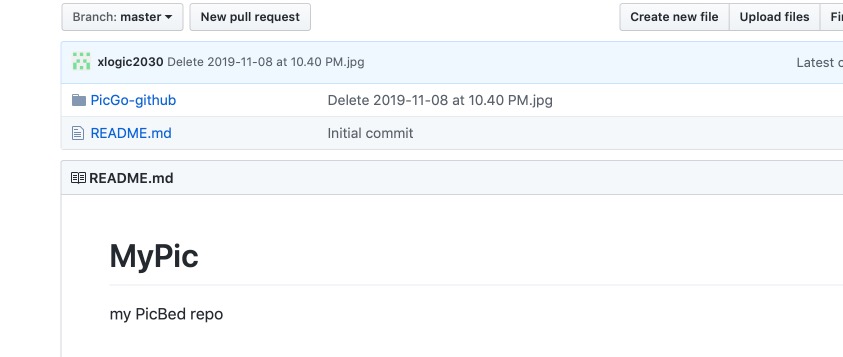 Branch: master New pull request Create new file Upload files
xlogic2030 Delete 2019-11-08 at 10.40 PM.jpg Latest
PicGo-github Delete 2019-11-08 at 10.40 PM.jpg
README.md Initial commit
README.md
MyPic
my PicBed repo